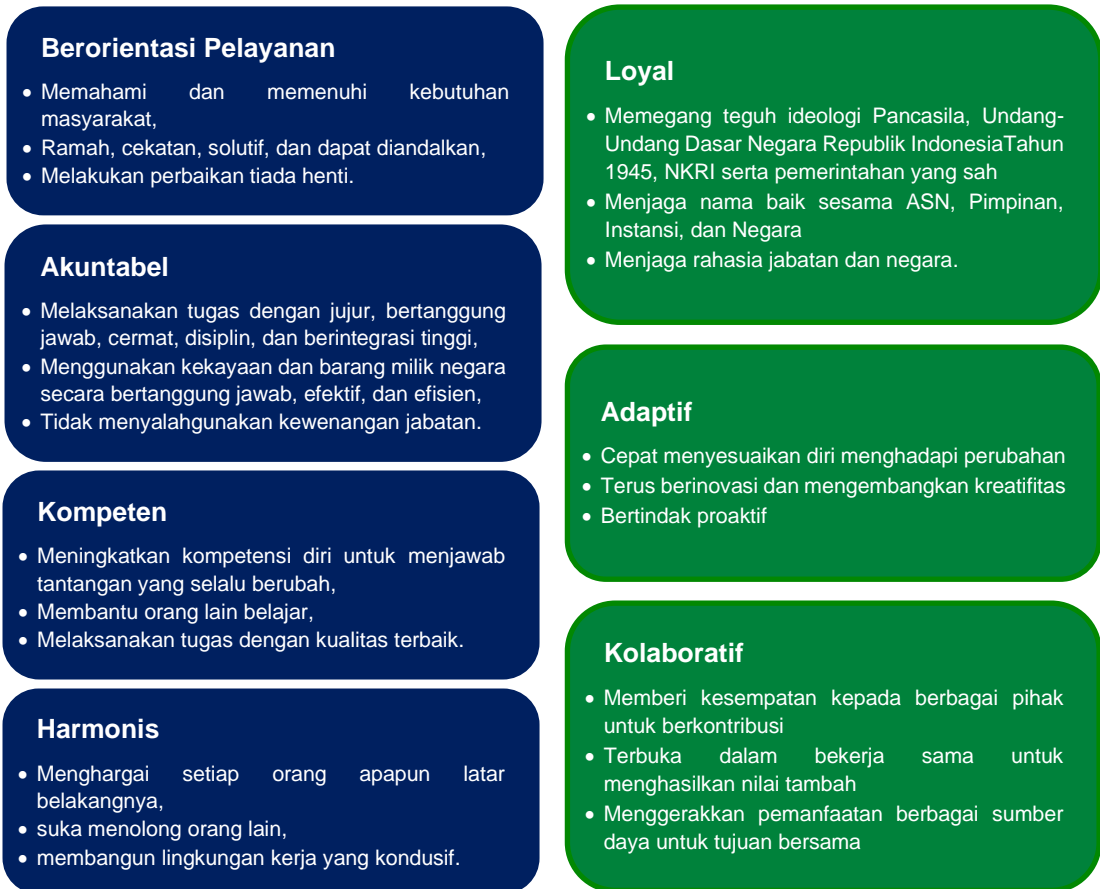 Berorientasi Pelayanan
• Memahami dan memenuhi kebutuhan
masyarakat,
• Ramah, cekatan, solutif, dan dapat diandalkan,
• Melakukan perbaikan tiada henti.
Akuntabel
• Melaksanakan tugas dengan jujur, bertanggung
jawab, cermat, disiplin, dan berintegrasi tinggi,
• Menggunakan kekayaan dan barang milik negara
secara bertanggung jawab, efektif, dan efisien,
• Tidak menyalahgunakan kewenangan jabatan.
Kompeten
• Meningkatkan kompetensi diri untuk menjawab
tantangan yang selalu berubah,
• Membantu orang lain belajar,
• Melaksanakan tugas dengan kualitas terbaik.
Harmonis
• Menghargai setiap orang apapun latar
belakangnya,
• suka menolong orang lain,
• membangun lingkungan kerja yang kondusif.
Loyal
• Memegang teguh ideologi Pancasila, Undang-
Undang Dasar Negara Republik IndonesiaTahun
1945, NKRI serta pemerintahan yang sah
• Menjaga nama baik sesama ASN, Pimpinan,
Instansi, dan Negara
• Menjaga rahasia jabatan dan negara.
Adaptif
• Cepat menyesuaikan diri menghadapi perubahan
• Terus berinovasi dan mengembangkan kreatifitas
• Bertindak proaktif
Kolaboratif
• Memberi kesempatan kepada berbagai pihak
untuk berkontribusi
• Terbuka dalam bekerja sama untuk
menghasilkan nilai tambah
• Menggerakkan pemanfaatan berbagai sumber
daya untuk tujuan bersama